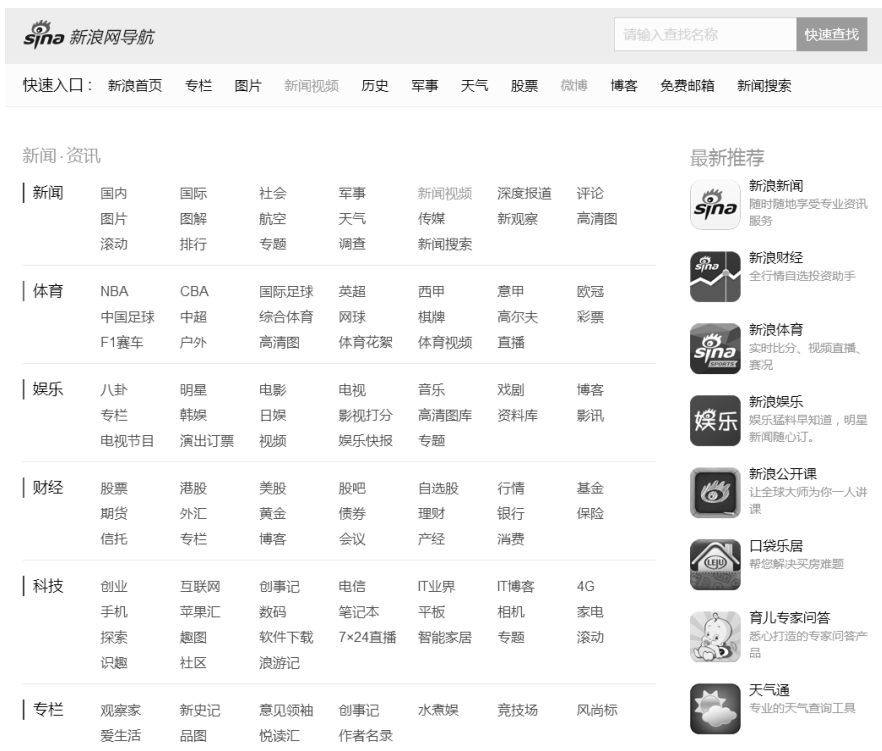 sina 新浪网导航
请输入查找名称 快速查找
快速入口： 新浪首页 专栏 图片 新闻视频 历史 军事 天气 股票 微博 博客 免费邮箱 新闻搜索
新闻·资讯
新闻 国内 国际 社会 军事 新闻视频 深度报道 评论
图片 图解 航空 天气 传媒 新观察 高清图
滚动 排行 专题 调查 新闻搜索
体育 NBA CBA 国际足球 英超 西甲 意甲 欧冠
中国足球 中超 综合体育 网球 棋牌 高尔夫 彩票
F1赛车 户外 高清图 体育花絮 体育视频 直播
娱乐 八卦 明星 电影 电视 音乐 戏剧 博客
专栏 韩娱 日娱 影视打分 高清图库 资料库 影讯
电视节目 演出订票 视频 娱乐快报 专题
财经 股票 港股 美股 股吧 自选股 行情 基金
期货 外汇 黄金 债券 理财 银行 保险
信托 专栏 博客 会议 产经 消费
科技 创业 互联网 创事记 电信 IT业界 IT博客 4G
手机 苹果汇 数码 笔记本 平板 相机 家电
探索 趣图 软件下载 7×24直播 智能家居 专题 滚动
识趣 社区 浪游记
专栏 观察家 新史记 意见领袖 创事记 水煮娱 竞技场 风尚标
爱生活 品图 悦读汇 作者名录
最新推荐
sina
新浪新闻
随时随地享受专业资讯
服务
sina
新浪财经
全行情自选投资助手
sina
SPORTS
新浪体育
实时比分、视频直播、
赛况
娱乐
新浪娱乐
娱乐猛料早知道，明星
新闻随心订。
新浪公开课
让全球大师为你一人讲
课
LEJU
口袋乐居
帮您解决买房难题
育儿专家问答
悉心打造的专家问答产
品
天气通
专业的天气查询工具